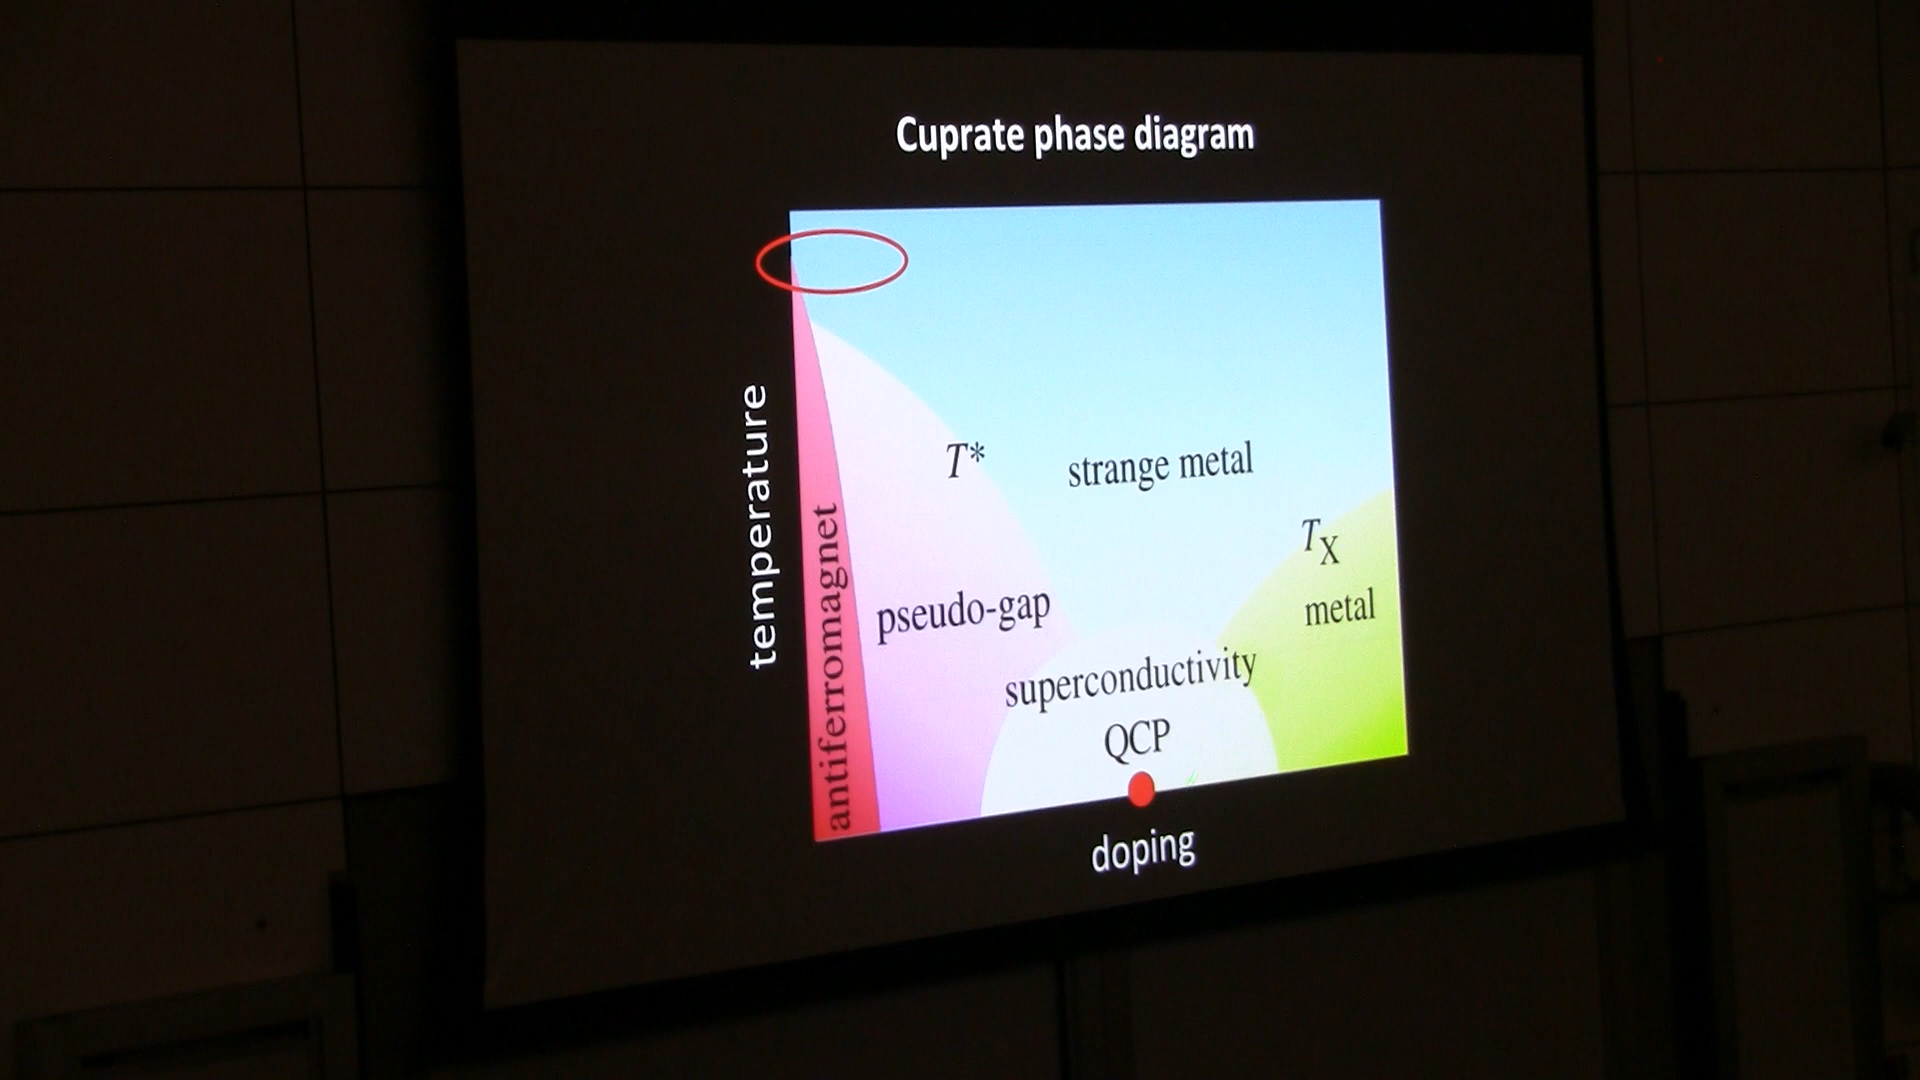 Cuprate phase diagram
temperature
antiferromagnet
T*
strange metal
T_X
metal
pseudo-gap
superconductivity
QCP
doping